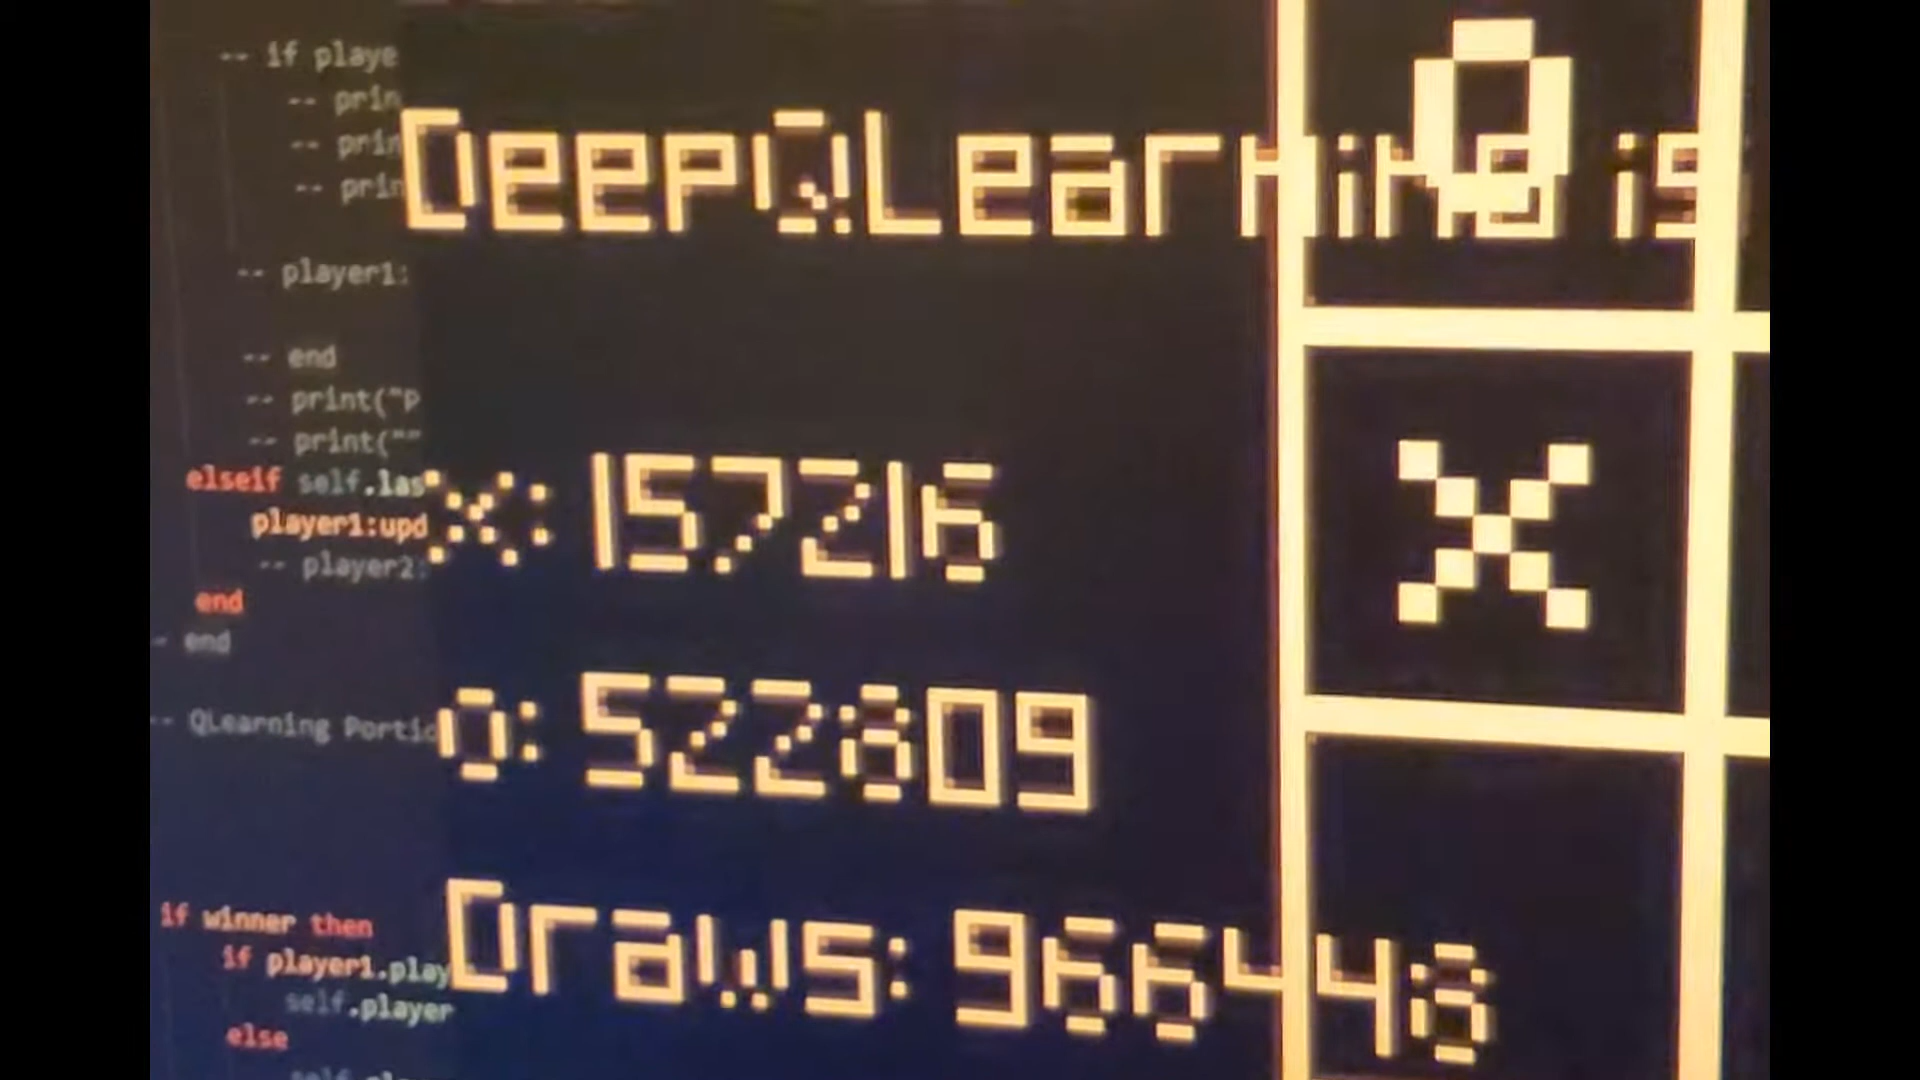 -- if playe
-- prin
-- prin
-- prin
DeepQLearning is
O
-- player1:
-- end
-- print("P
-- print(""
elseif self.las
player1:upd
-- player2:
end
- end
X: 157216
X
-- QLearning Portio
O: 522809
if winner then
if player1.play
self.player
else
Draws: 966448